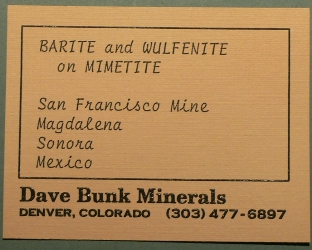 BARITE and WULFENITE
on MIMETITE
San Francisco Mine
Magdalena
Sonora
Mexico
Dave Bunk Minerals
DENVER, COLORADO (303) 477-6897